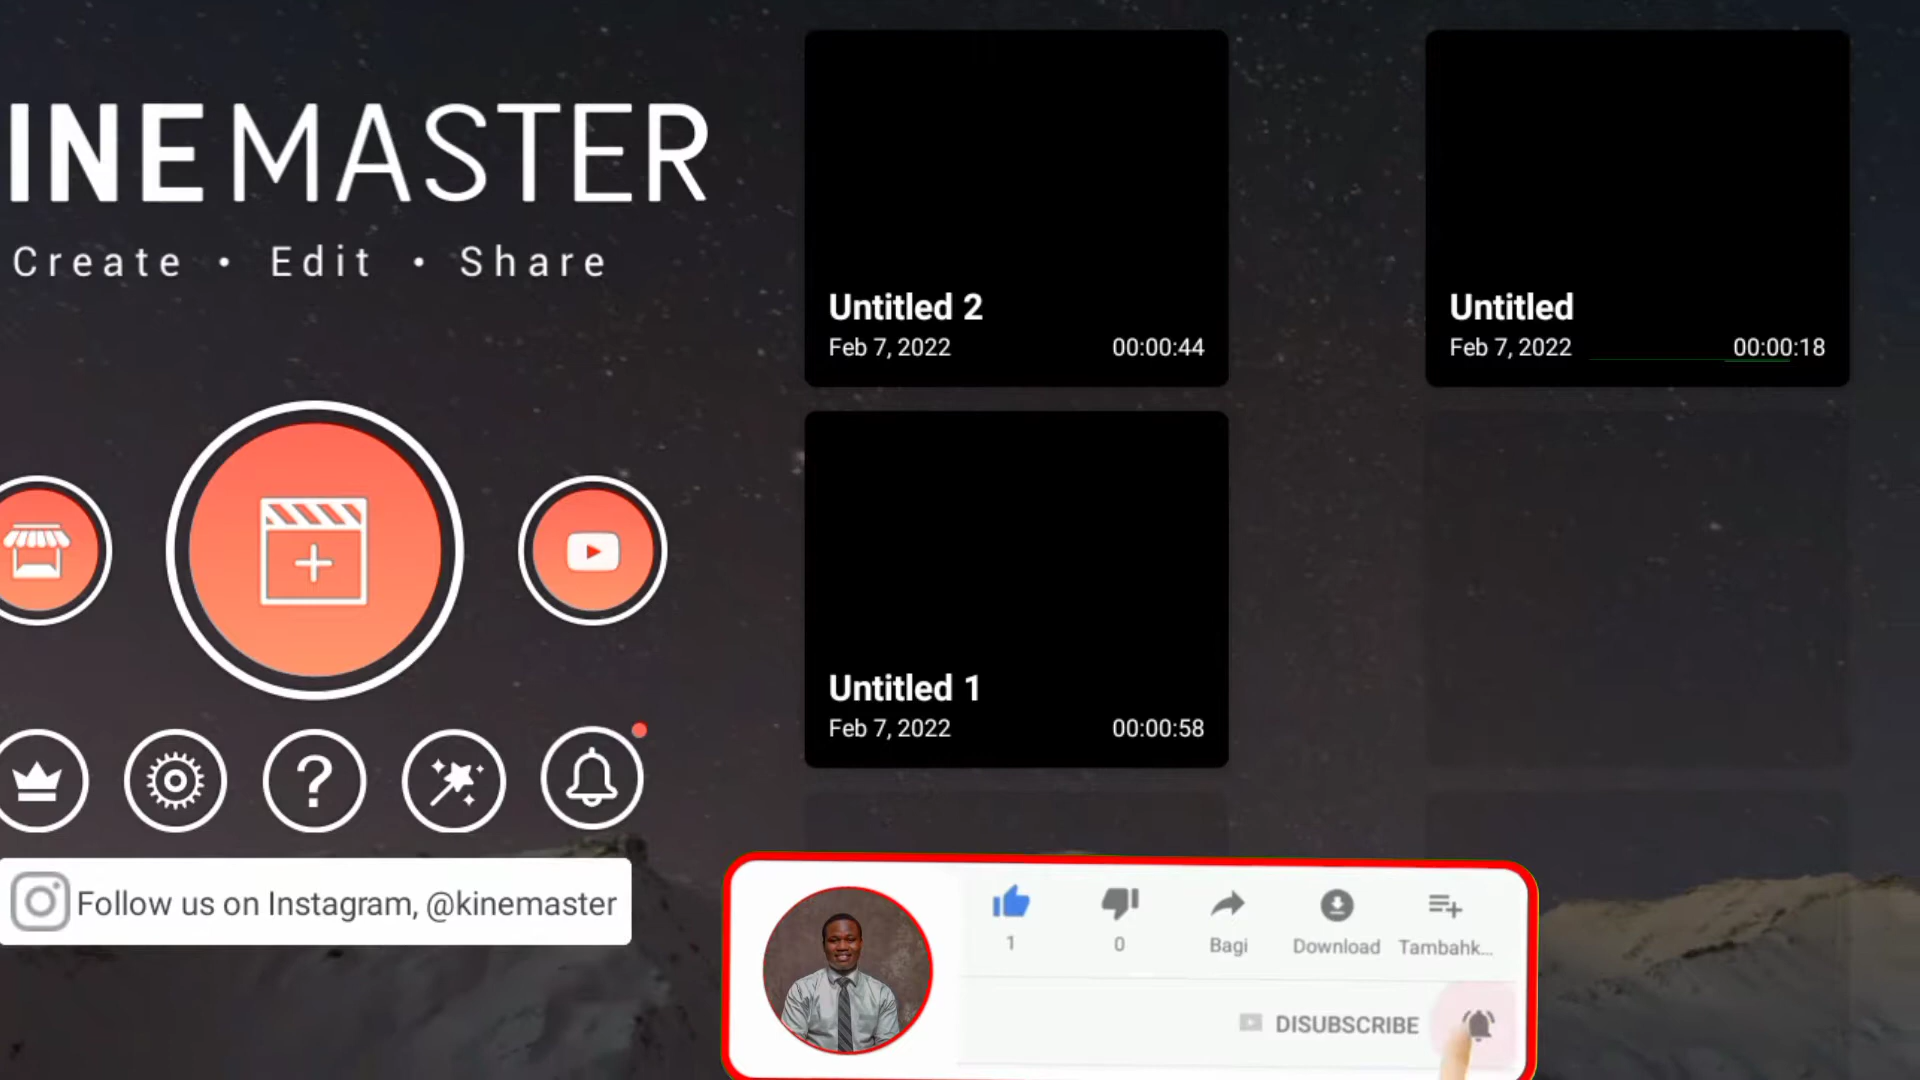 INEMASTER
Create • Edit • Share
Follow us on Instagram, @kinemaster
Untitled 2
Feb 7, 2022 00:00:44
Untitled
Feb 7, 2022 00:00:18
Untitled 1
Feb 7, 2022 00:00:58
1 0 Bagi Download Tambahk...
DISUBSCRIBE